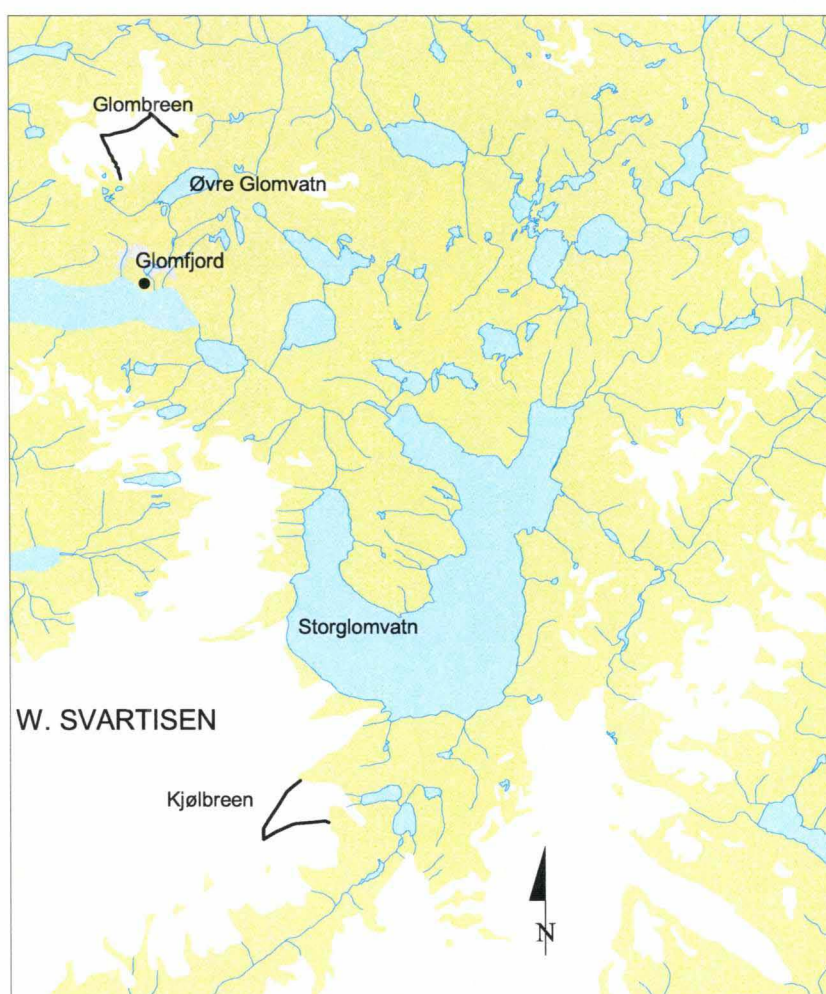 Glombreen
Øvre Glomvatn
Glomfjord
Storglomvatn
W. SVARTISEN
Kjølbreen
N